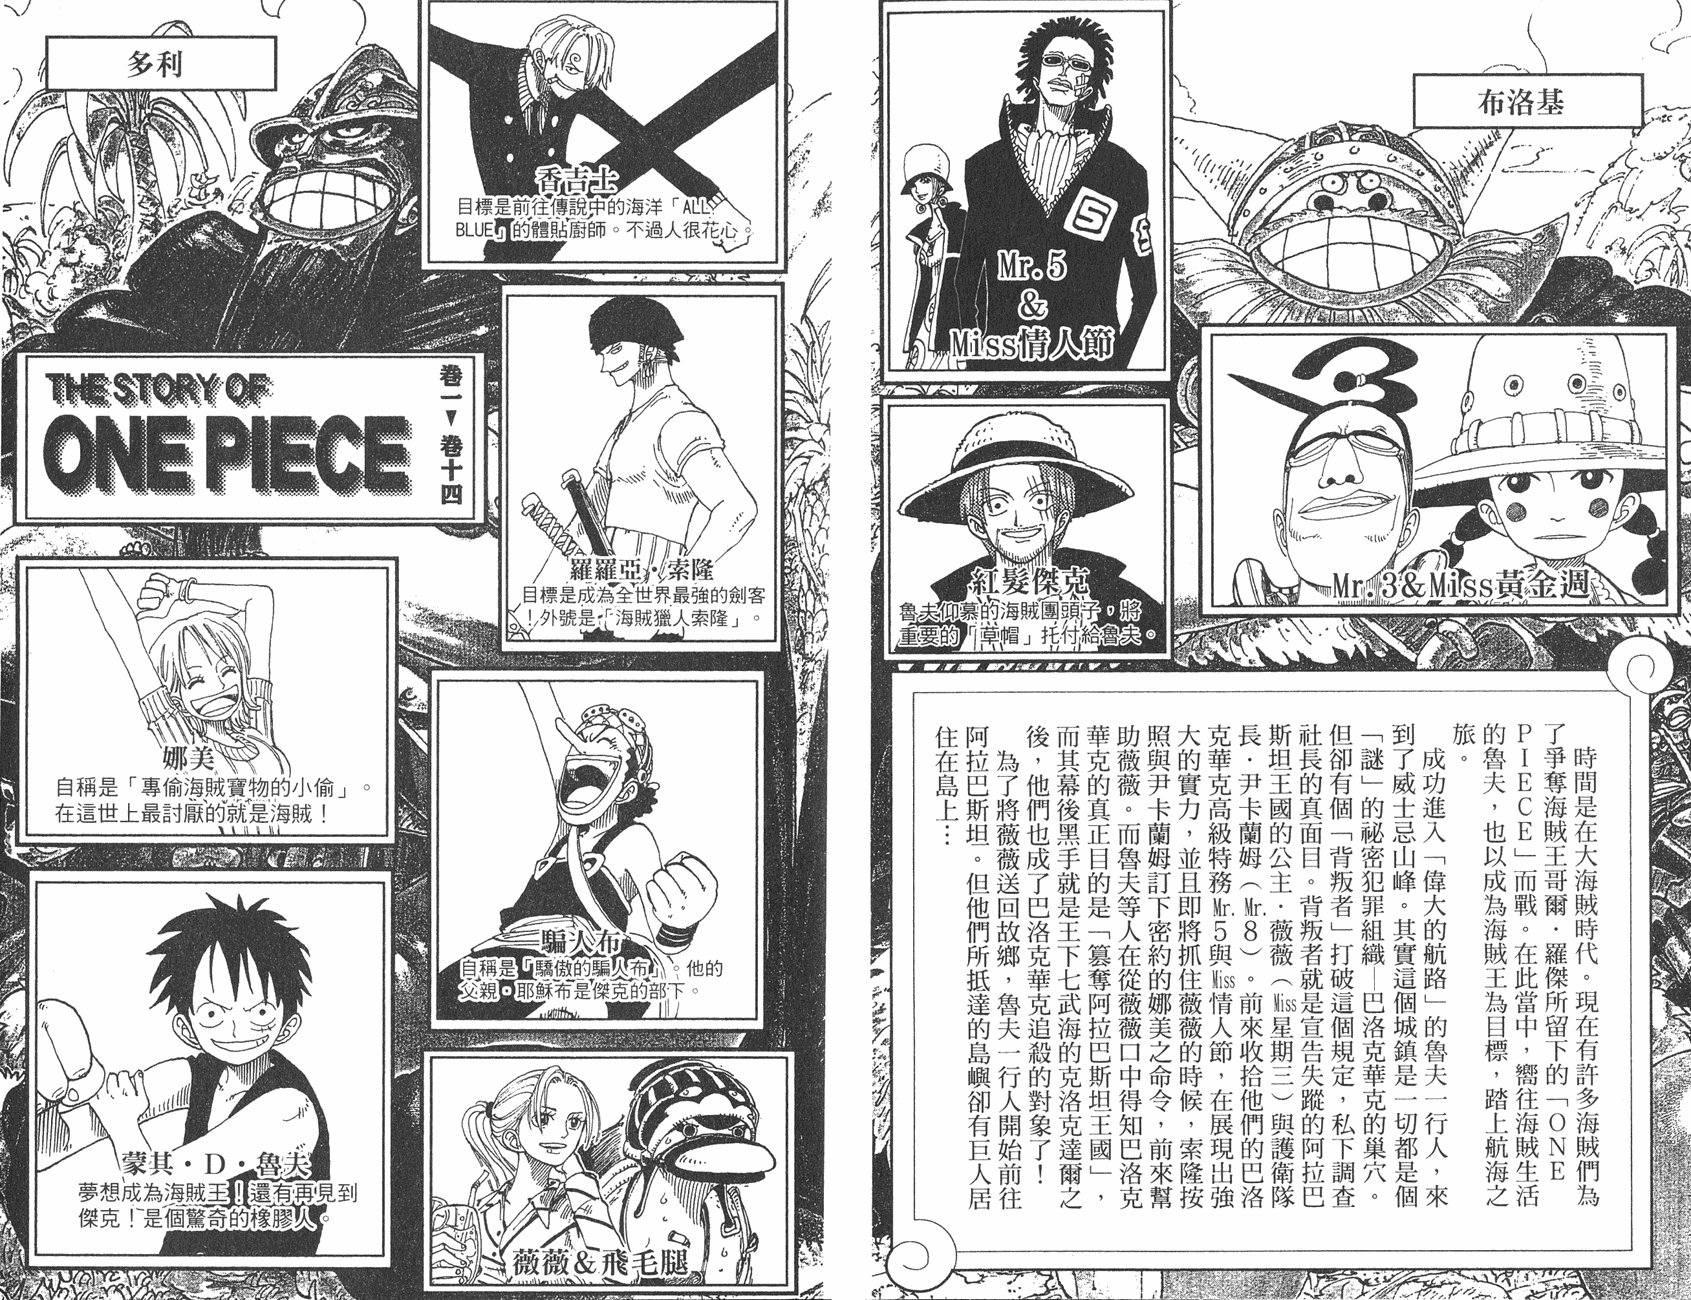 布洛基
Mr.5
&
Miss情人節
Mr.3&Miss黃金週
紅髮傑克
魯夫仰慕的海賊團頭子，將
重要的「草帽」托付給魯夫。
時間是在大海賊時代。現在有許多海賊們為
了爭奪海賊王哥爾·羅傑所留下的「ONE
PIECE」而戰。在此當中，嚮往海賊生活
的魯夫，也以成為海賊王為目標，踏上航海之
旅。
成功進入「偉大的航路」的魯夫一行人，來
到了威士忌山峰。其實這個城鎮是一切都是個
「謎」的祕密犯罪組織—巴洛克華克的巢穴。
但卻有個「背叛者」打破這個規定，私下調查
社長的真面目。背叛者就是宣告失蹤的阿拉巴
斯坦王國的公主·薇薇（Miss星期三）與護衛隊
長·尹卡蘭姆（Mr.8）。前來收拾他們的巴洛
克華克高級特務Mr.5與Miss情人節，在展現出強
大的實力，並且即將抓住薇薇的時候，索隆按
照與尹卡蘭姆訂下密約的娜美之命令，前來幫
助薇薇。而魯夫等人在從薇薇口中得知巴洛克
華克的真正目的是「篡奪阿拉巴斯坦王國」，
而其幕後黑手就是王下七武海的克洛克達爾之
後，他們也成了巴洛克華克追殺的對象了！
為了將薇薇送回故鄉，魯夫一行人開始前往
阿拉巴斯坦。但他們所抵達的島嶼卻有巨人居
住在島上…
多利
香吉士
目標是前往傳說中的海洋「ALL
BLUE」的體貼廚師。不過人很花心。
THE STORY OF
ONE PIECE
卷一▼卷十四
羅羅亞·索隆
目標是成為全世界最強的劍客
！外號是「海賊獵人索隆」。
娜美
自稱是「專偷海賊寶物的小偷」。
在這世上最討厭的就是海賊！
騙人布
自稱是「驕傲的騙人布」。他的
父親·耶穌布是傑克的部下。
蒙其·D·魯夫
夢想成為海賊王！還有再見到
傑克！是個驚奇的橡膠人。
薇薇&飛毛腿